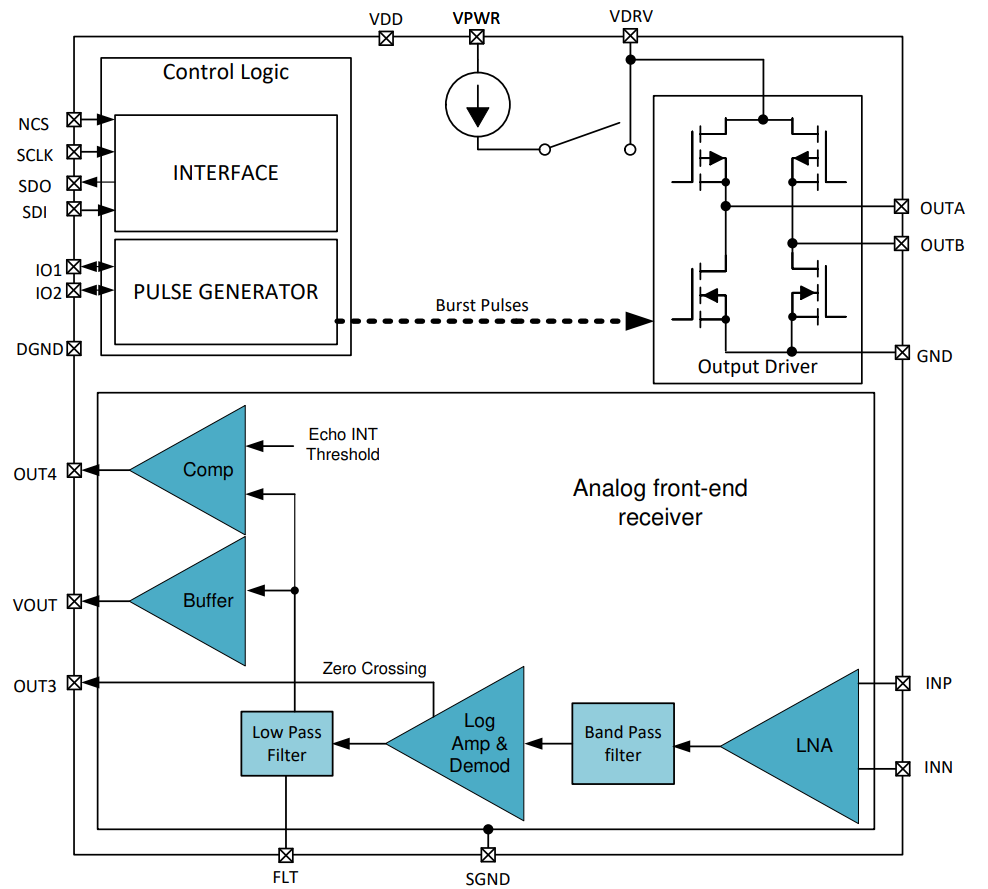 VDD
VPWR
VDRV
Control Logic
NCS
SCLK
SDO
SDI
INTERFACE
IO1
IO2
PULSE GENERATOR
DGND
Burst Pulses
OUTA
OUTB
GND
Output Driver
Echo INT
Threshold
Comp
OUT4
Analog front-end
receiver
Buffer
VOUT
Zero Crossing
OUT3
INP
Low Pass
Filter
Log
Amp &
Demod
Band Pass
filter
LNA
INN
FLT
SGND